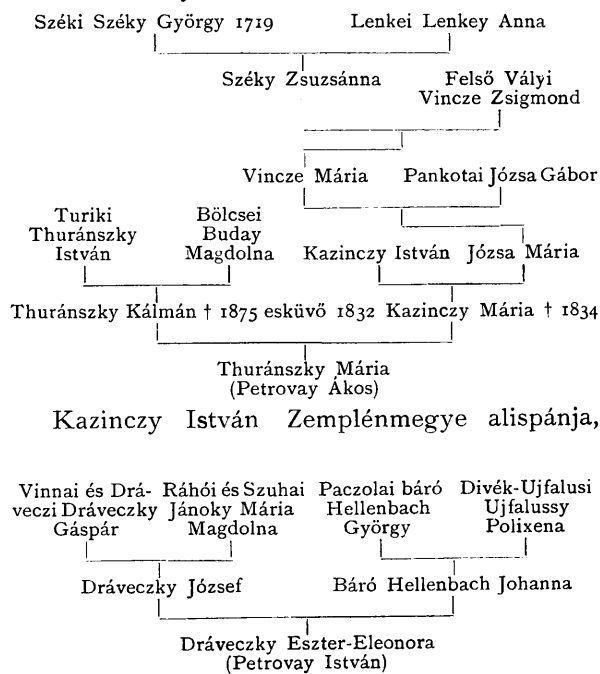 Széki Széky György 1719 Lenkei Lenkey Anna
Széky Zsuzsánna
Felső Vályi
Vincze Zsigmond
Vincze Mária Pankotai Józsa Gábor
Turiki
Thuránszky
István
Bölcsei
Buday
Magdolna
Kazinczy István Józsa Mária
Thuránszky Kálmán † 1875 esküvő 1832 Kazinczy Mária † 1834
Thuránszky Mária
(Petrovay Ákos)
Kazinczy István Zemplénmegye alispánja,
Vinnai és Drá-
veczi Dráveczky
Gáspár
Ráhói és Szuhai
Jánoky Mária
Magdolna
Paczolai báró
Hellenbach
György
Divék-Ujfalusi
Ujfalussy
Polixena
Dráveczky József Báró Hellenbach Johanna
Dráveczky Eszter-Eleonora
(Petrovay István)